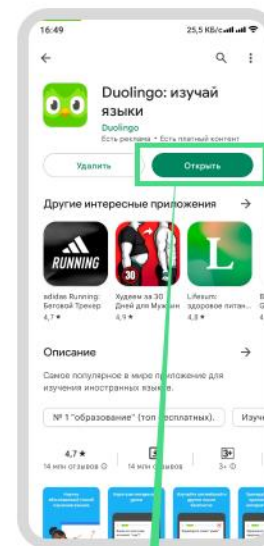 16:49
25,5 КБ/с
Duolingo: изучай
языки
Duolingo
Есть реклама • Есть платный контент
Удалить
Открыть
Другие интересные приложения
RUNNING
30
L
adidas Running:
Беговой Трекер
4,7 ★
Худеем за 30
Дней для Мужчин
4,9 ★
Lifesum:
здоровое питан...
4,8 ★
Описание
Самое популярное в мире приложение для
изучения иностранных языков.
№ 1 "образование" (топ бесплатных).
Изуч
4,7 ★
14 млн отзывов
14 млн отзывов
3+
3+